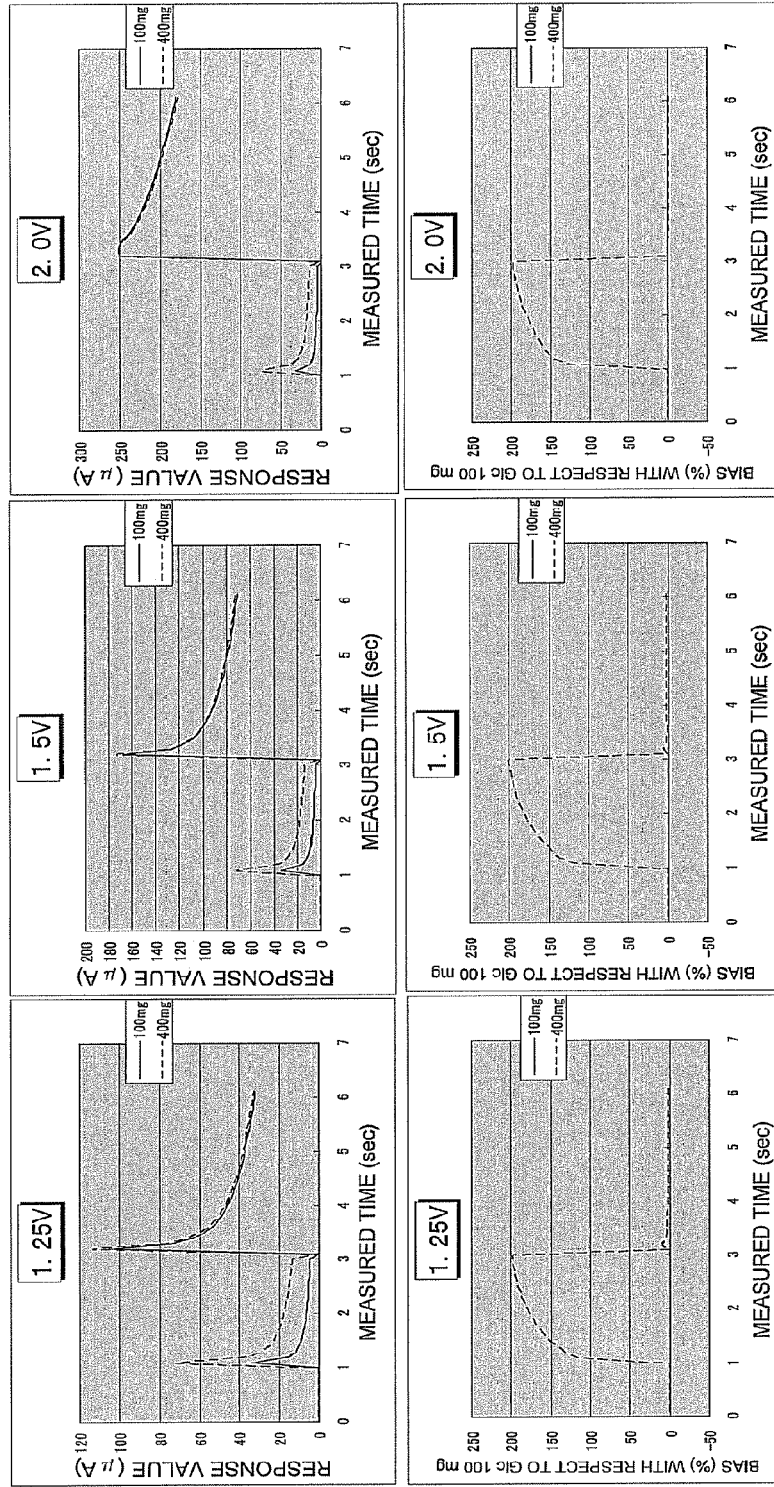 1. 25V
RESPONSE VALUE (μA)
120
100
80
60
40
20
0
0 1 2 3 4 5 6 7
MEASURED TIME (sec)
100mg
400mg
1. 5V
RESPONSE VALUE (μA)
200
180
160
140
120
100
80
60
40
20
0
0 1 2 3 4 5 6 7
MEASURED TIME (sec)
100mg
400mg
2. 0V
RESPONSE VALUE (μA)
300
250
200
150
100
50
0
0 1 2 3 4 5 6 7
MEASURED TIME (sec)
100mg
400mg
1. 25V
BIAS (%) WITH RESPECT TO Glc 100 mg
250
200
150
100
50
0
-50
0 1 2 3 4 5 6 7
MEASURED TIME (sec)
100mg
400mg
1. 5V
BIAS (%) WITH RESPECT TO Glc 100 mg
250
200
150
100
50
0
-50
0 1 2 3 4 5 6 7
MEASURED TIME (sec)
100mg
400mg
2. 0V
BIAS (%) WITH RESPECT TO Glc 100 mg
250
200
150
100
50
0
-50
0 1 2 3 4 5 6 7
MEASURED TIME (sec)
100mg
400mg